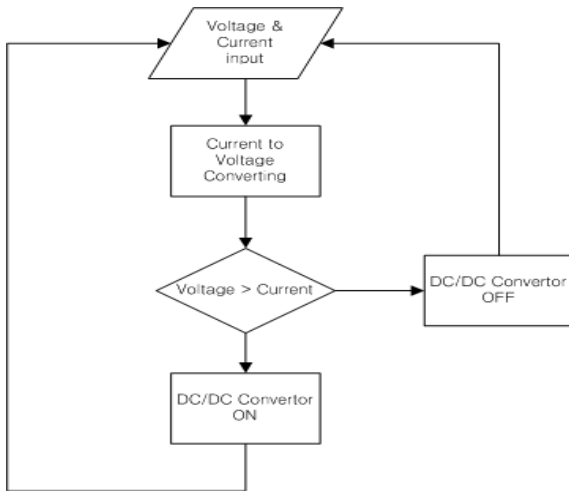 Voltage &
Current
input
Current to
Voltage
Converting
Voltage > Current
DC/DC Convertor
OFF
DC/DC Convertor
ON